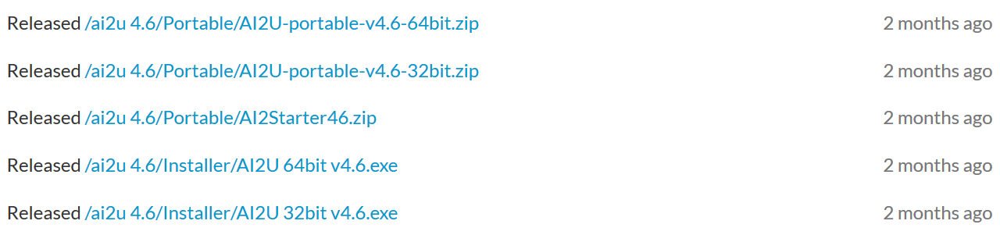 Released /ai2u 4.6/Portable/AI2U-portable-v4.6-64bit.zip 2 months ago
Released /ai2u 4.6/Portable/AI2U-portable-v4.6-32bit.zip 2 months ago
Released /ai2u 4.6/Portable/AI2Starter46.zip 2 months ago
Released /ai2u 4.6/Installer/AI2U 64bit v4.6.exe 2 months ago
Released /ai2u 4.6/Installer/AI2U 32bit v4.6.exe 2 months ago